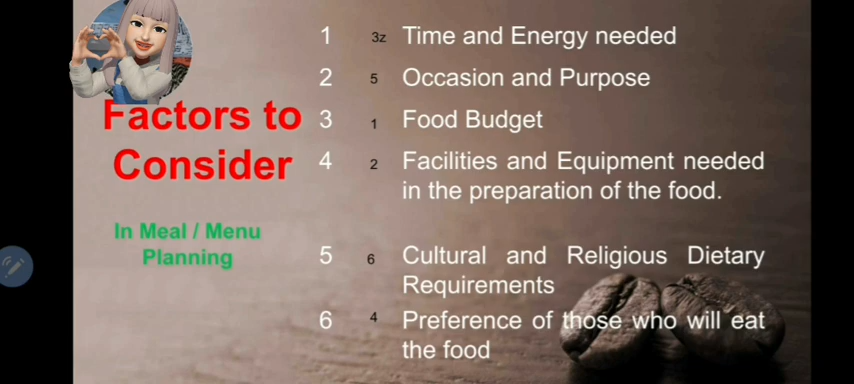 Factors to
Consider
In Meal / Menu
Planning
1 3z Time and Energy needed
2 5 Occasion and Purpose
3 1 Food Budget
4 2 Facilities and Equipment needed
in the preparation of the food.
5 6 Cultural and Religious Dietary
Requirements
6 4 Preference of those who will eat
the food